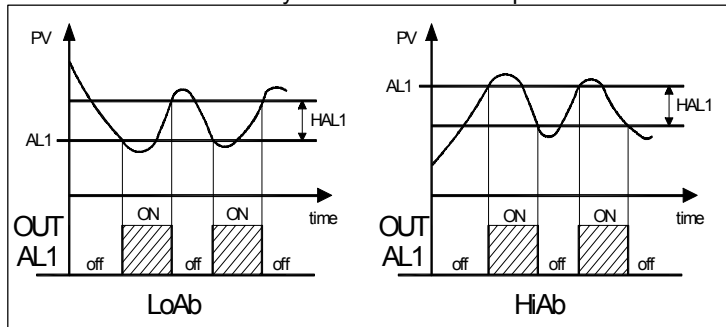 PV
AL1
HAL1
time
OUT
AL1
off ON off ON off
LoAb
PV
AL1
HAL1
time
OUT
AL1
off ON off ON off
HiAb